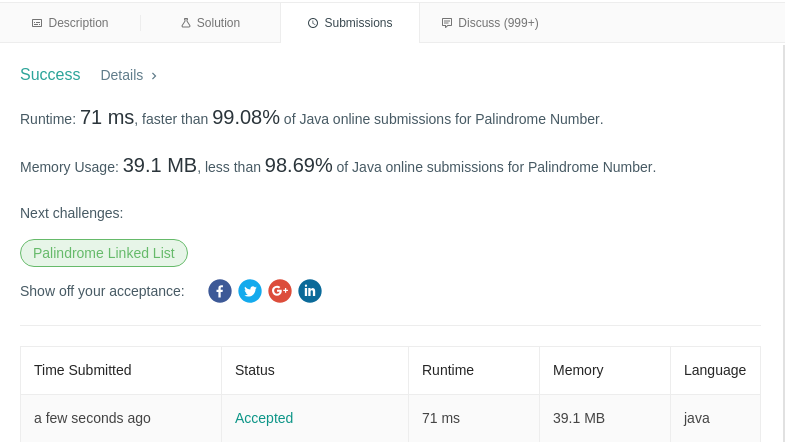 Description Solution Submissions Discuss (999+)
Success Details >
Runtime: 71 ms, faster than 99.08% of Java online submissions for Palindrome Number.
Memory Usage: 39.1 MB, less than 98.69% of Java online submissions for Palindrome Number.
Next challenges:
Palindrome Linked List
Show off your acceptance: f G+ in
Time Submitted Status Runtime Memory Language
a few seconds ago Accepted 71 ms 39.1 MB java